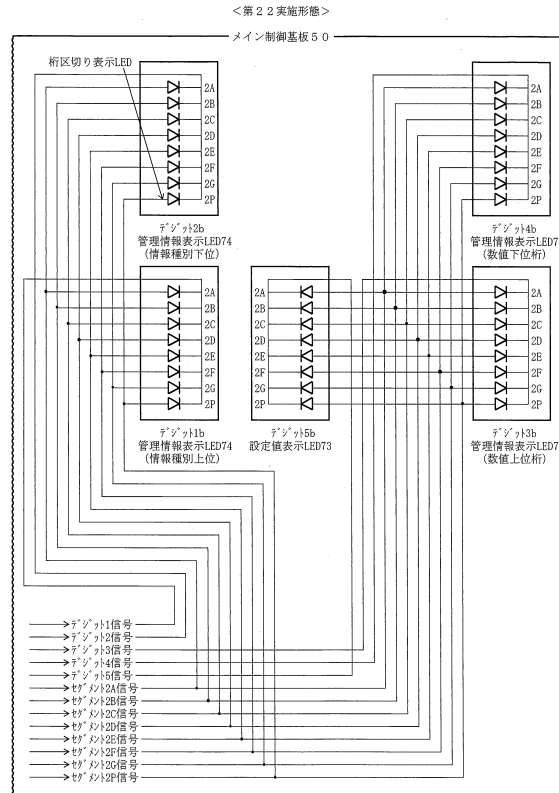 ＜第２２実施形態＞
メイン制御基板５０
桁区切り表示LED
2A
2B
2C
2D
2E
2F
2G
2P
ﾃﾞｼﾞｯﾄ2b
管理情報表示LED74
(情報種別下位)
2A
2B
2C
2D
2E
2F
2G
2P
ﾃﾞｼﾞｯﾄ4b
管理情報表示LED7
(数値下位桁)
2A
2B
2C
2D
2E
2F
2G
2P
ﾃﾞｼﾞｯﾄ1b
管理情報表示LED74
(情報種別上位)
2A
2B
2C
2D
2E
2F
2G
2P
ﾃﾞｼﾞｯﾄ5b
設定値表示LED73
2A
2B
2C
2D
2E
2F
2G
2P
ﾃﾞｼﾞｯﾄ3b
管理情報表示LED7
(数値上位桁)
ﾃﾞｼﾞｯﾄ1信号
ﾃﾞｼﾞｯﾄ2信号
ﾃﾞｼﾞｯﾄ3信号
ﾃﾞｼﾞｯﾄ4信号
ﾃﾞｼﾞｯﾄ5信号
ｾｸﾞﾒﾝﾄ2A信号
ｾｸﾞﾒﾝﾄ2B信号
ｾｸﾞﾒﾝﾄ2C信号
ｾｸﾞﾒﾝﾄ2D信号
ｾｸﾞﾒﾝﾄ2E信号
ｾｸﾞﾒﾝﾄ2F信号
ｾｸﾞﾒﾝﾄ2G信号
ｾｸﾞﾒﾝﾄ2P信号